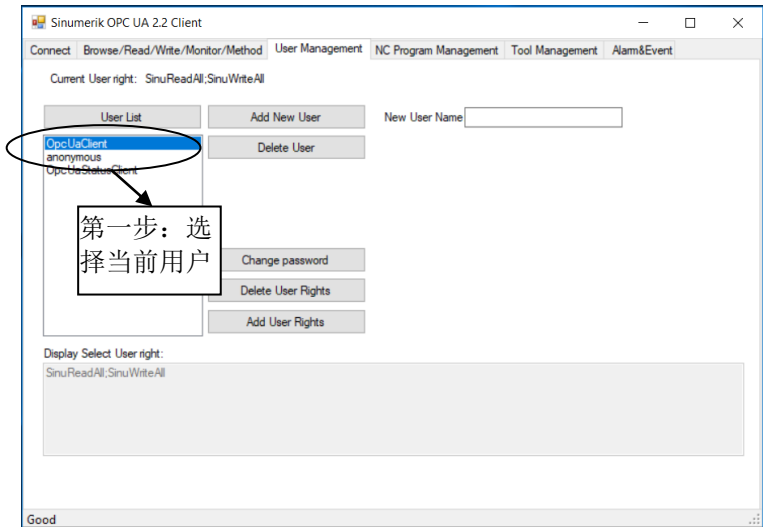 Sinumerik OPC UA 2.2 Client
Connect Browse/Read/Write/Monitor/Method User Management NC Program Management Tool Management Alarm&Event
Current User right: SinuReadAll;SinuWriteAll
User List Add New User New User Name
OpcUaClient Delete User
anonymous
OpcUaStatusClient
第一步：选
择当前用户
Change password
Delete User Rights
Add User Rights
Display Select User right:
SinuReadAll;SinuWriteAll
Good